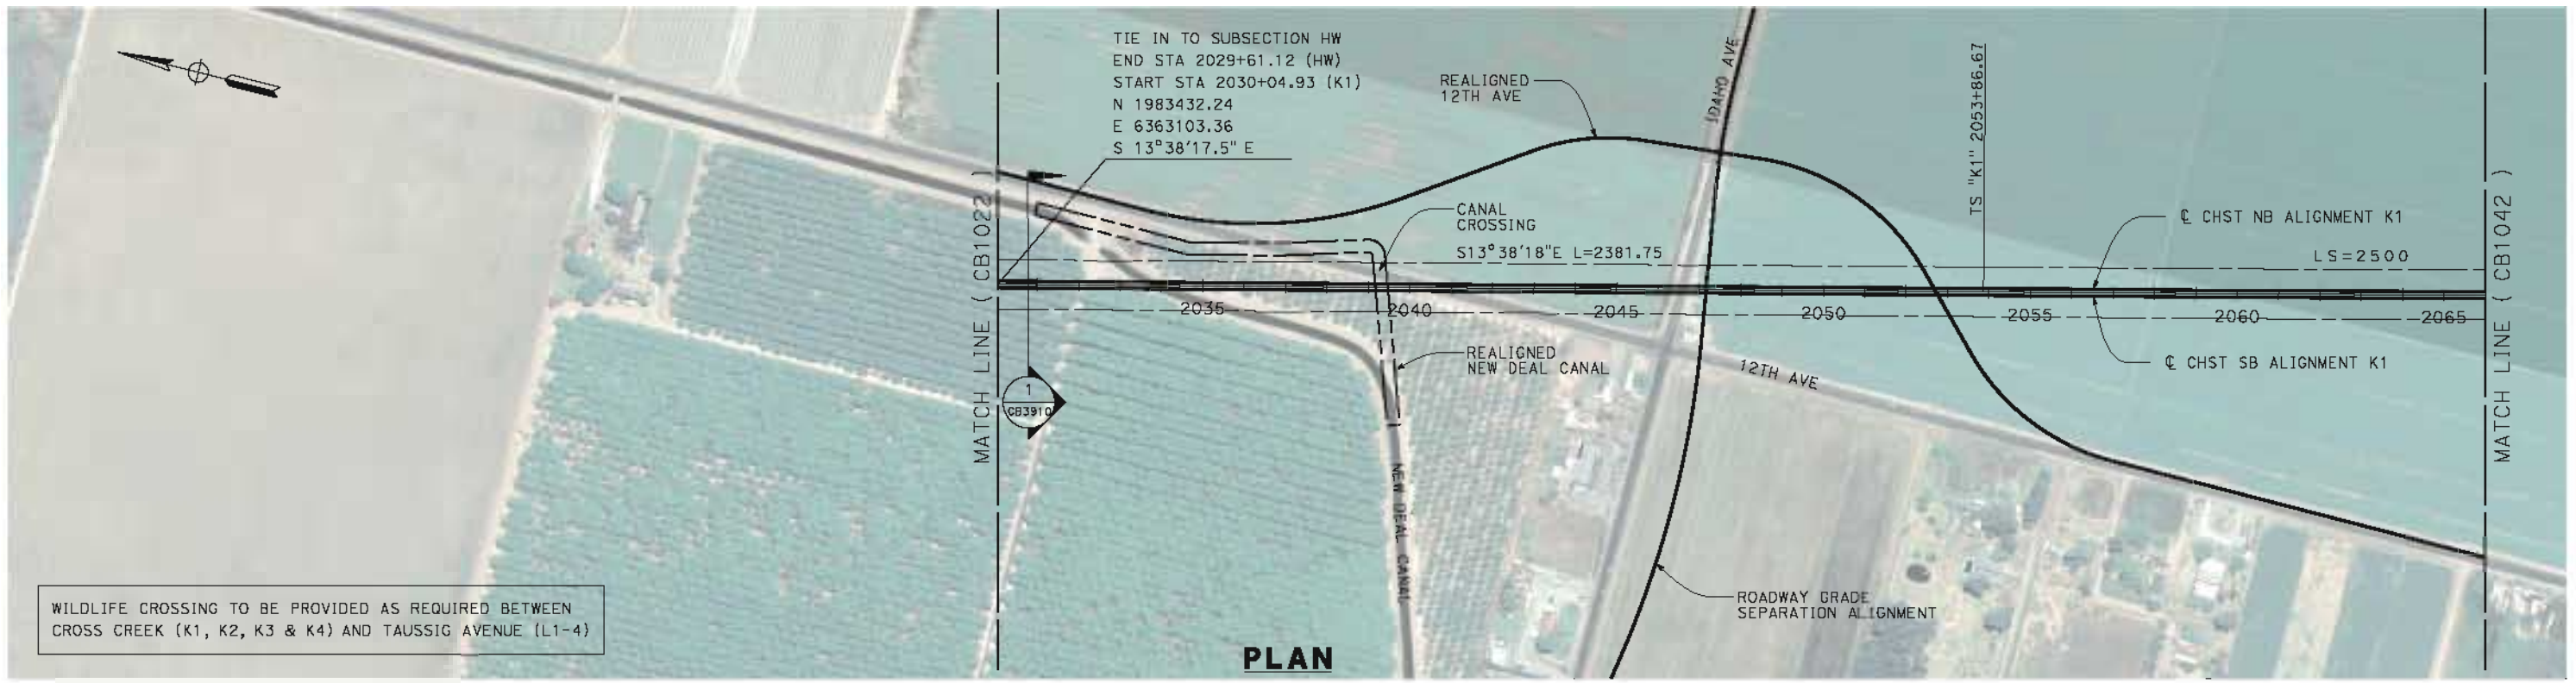 TIE IN TO SUBSECTION HW
END STA 2029+61.12 (HW)
START STA 2030+04.93 (K1)
N 1983432.24
E 6363103.36
S 13°38'17.5" E
REALIGNED
12TH AVE
IDAHO AVE
TS "K1" 2053+86.67
CANAL
CROSSING
S13°38'18"E L=2381.75
℄ CHST NB ALIGNMENT K1
LS=2500
MATCH LINE ( CB1022 )
MATCH LINE ( CB1042 )
2035
2040
2045
2050
2055
2060
2065
REALIGNED
NEW DEAL CANAL
12TH AVE
℄ CHST SB ALIGNMENT K1
1
CB3910
NEW DEAL CANAL
ROADWAY GRADE
SEPARATION ALIGNMENT
WILDLIFE CROSSING TO BE PROVIDED AS REQUIRED BETWEEN
CROSS CREEK (K1, K2, K3 & K4) AND TAUSSIG AVENUE (L1-4)
PLAN